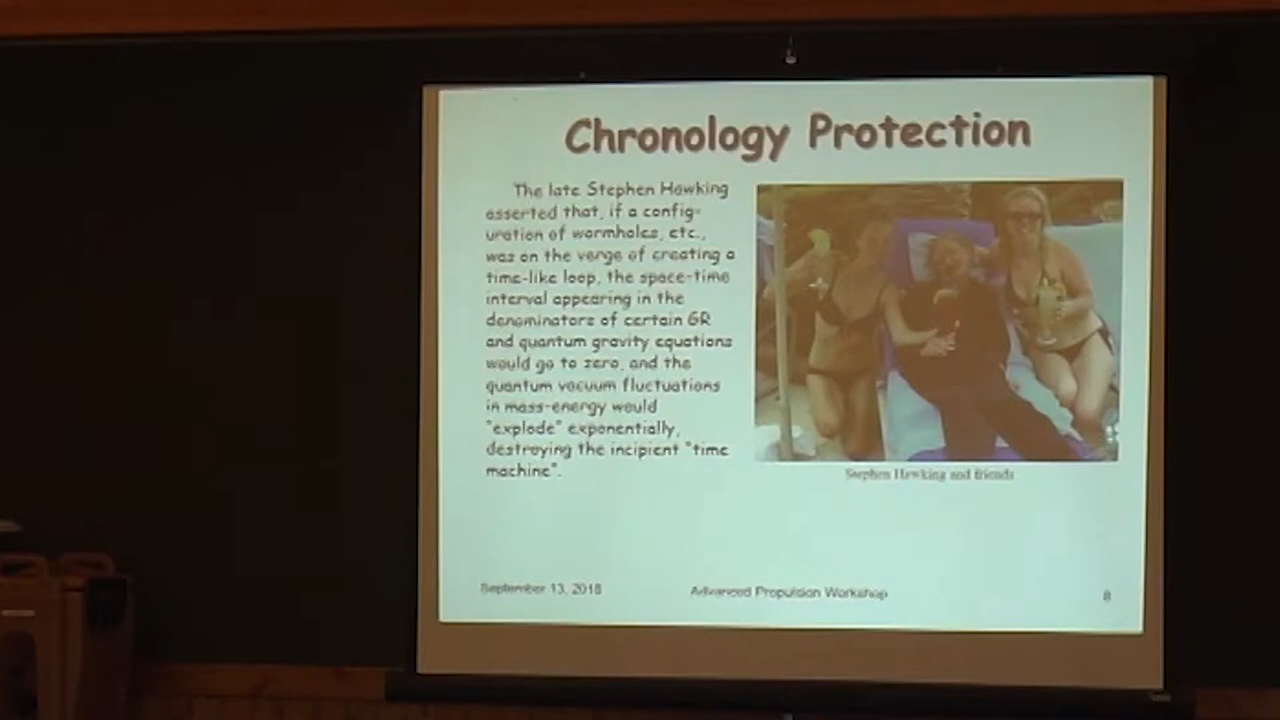 Chronology Protection
The late Stephen Hawking
asserted that, if a config-
uration of wormholes, etc.,
was on the verge of creating a
time-like loop, the space-time
interval appearing in the
denominators of certain GR
and quantum gravity equations
would go to zero, and the
quantum vacuum fluctuations
in mass-energy would
"explode" exponentially,
destroying the incipient "time
machine".
Stephen Hawking and friends
September 13, 2018
Advanced Propulsion Workshop
8